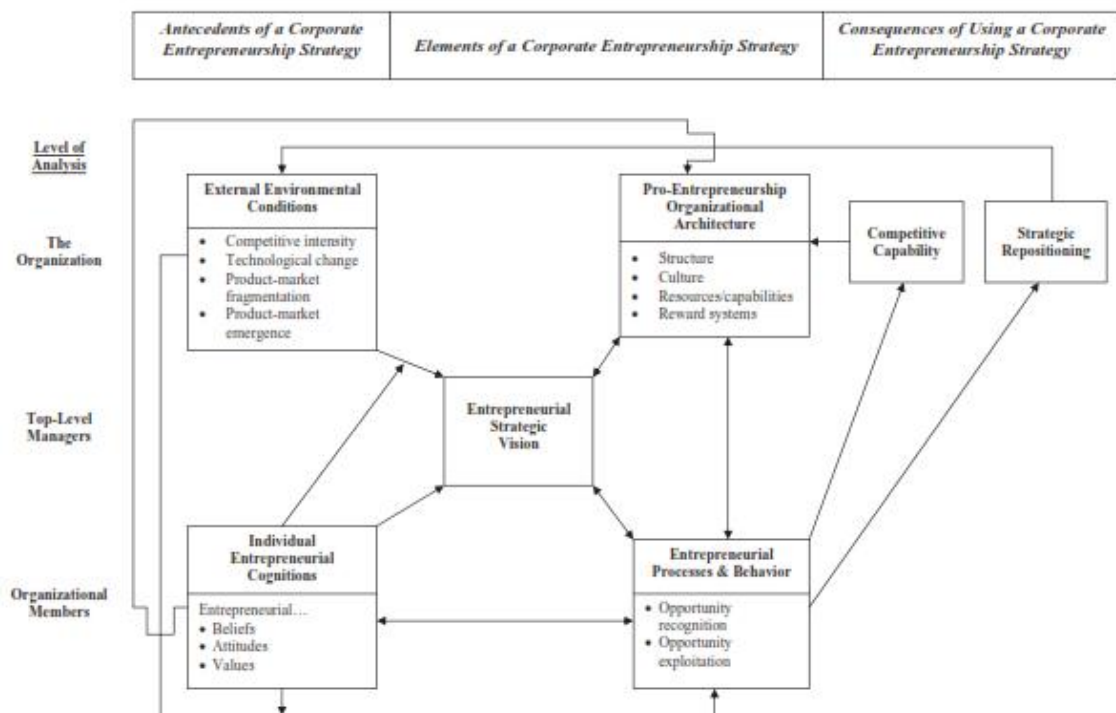 Antecedents of a Corporate
Entrepreneurship Strategy
Elements of a Corporate Entrepreneurship Strategy
Consequences of Using a Corporate
Entrepreneurship Strategy
Level of
Analysis
External Environmental
Conditions
• Competitive intensity
• Technological change
• Product-market
fragmentation
• Product-market
emergence
Pro-Entrepreneurship
Organizational
Architecture
• Structure
• Culture
• Resources/capabilities
• Reward systems
Competitive
Capability
Strategic
Repositioning
The
Organization
Top-Level
Managers
Entrepreneurial
Strategic
Vision
Organizational
Members
Individual
Entrepreneurial
Cognitions
Entrepreneurial…
• Beliefs
• Attitudes
• Values
Entrepreneurial
Processes & Behavior
• Opportunity
recognition
• Opportunity
exploitation